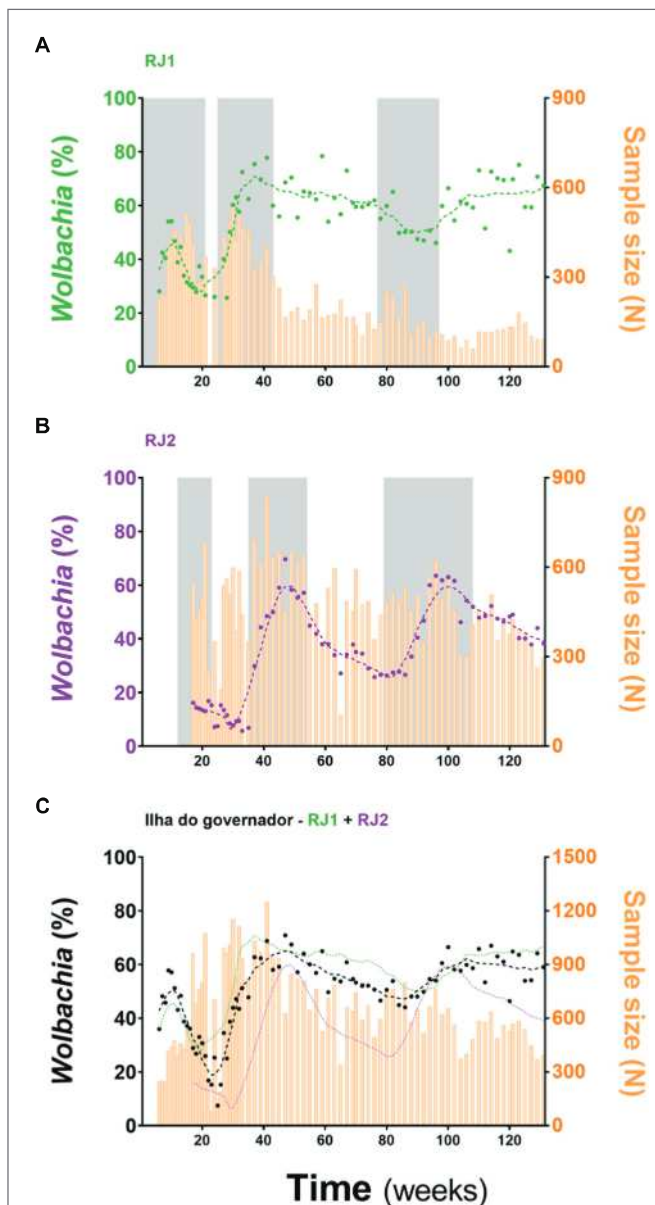 A
RJ1
100
80
60
40
20
0
Wolbachia (%)
900
600
300
0
Sample size (N)
20 40 60 80 100 120
B
RJ2
100
80
60
40
20
0
Wolbachia (%)
900
600
300
0
Sample size (N)
20 40 60 80 100 120
C
Ilha do governador - RJ1 + RJ2
100
80
60
40
20
0
Wolbachia (%)
1500
1200
900
600
300
0
Sample size (N)
20 40 60 80 100 120
Time (weeks)